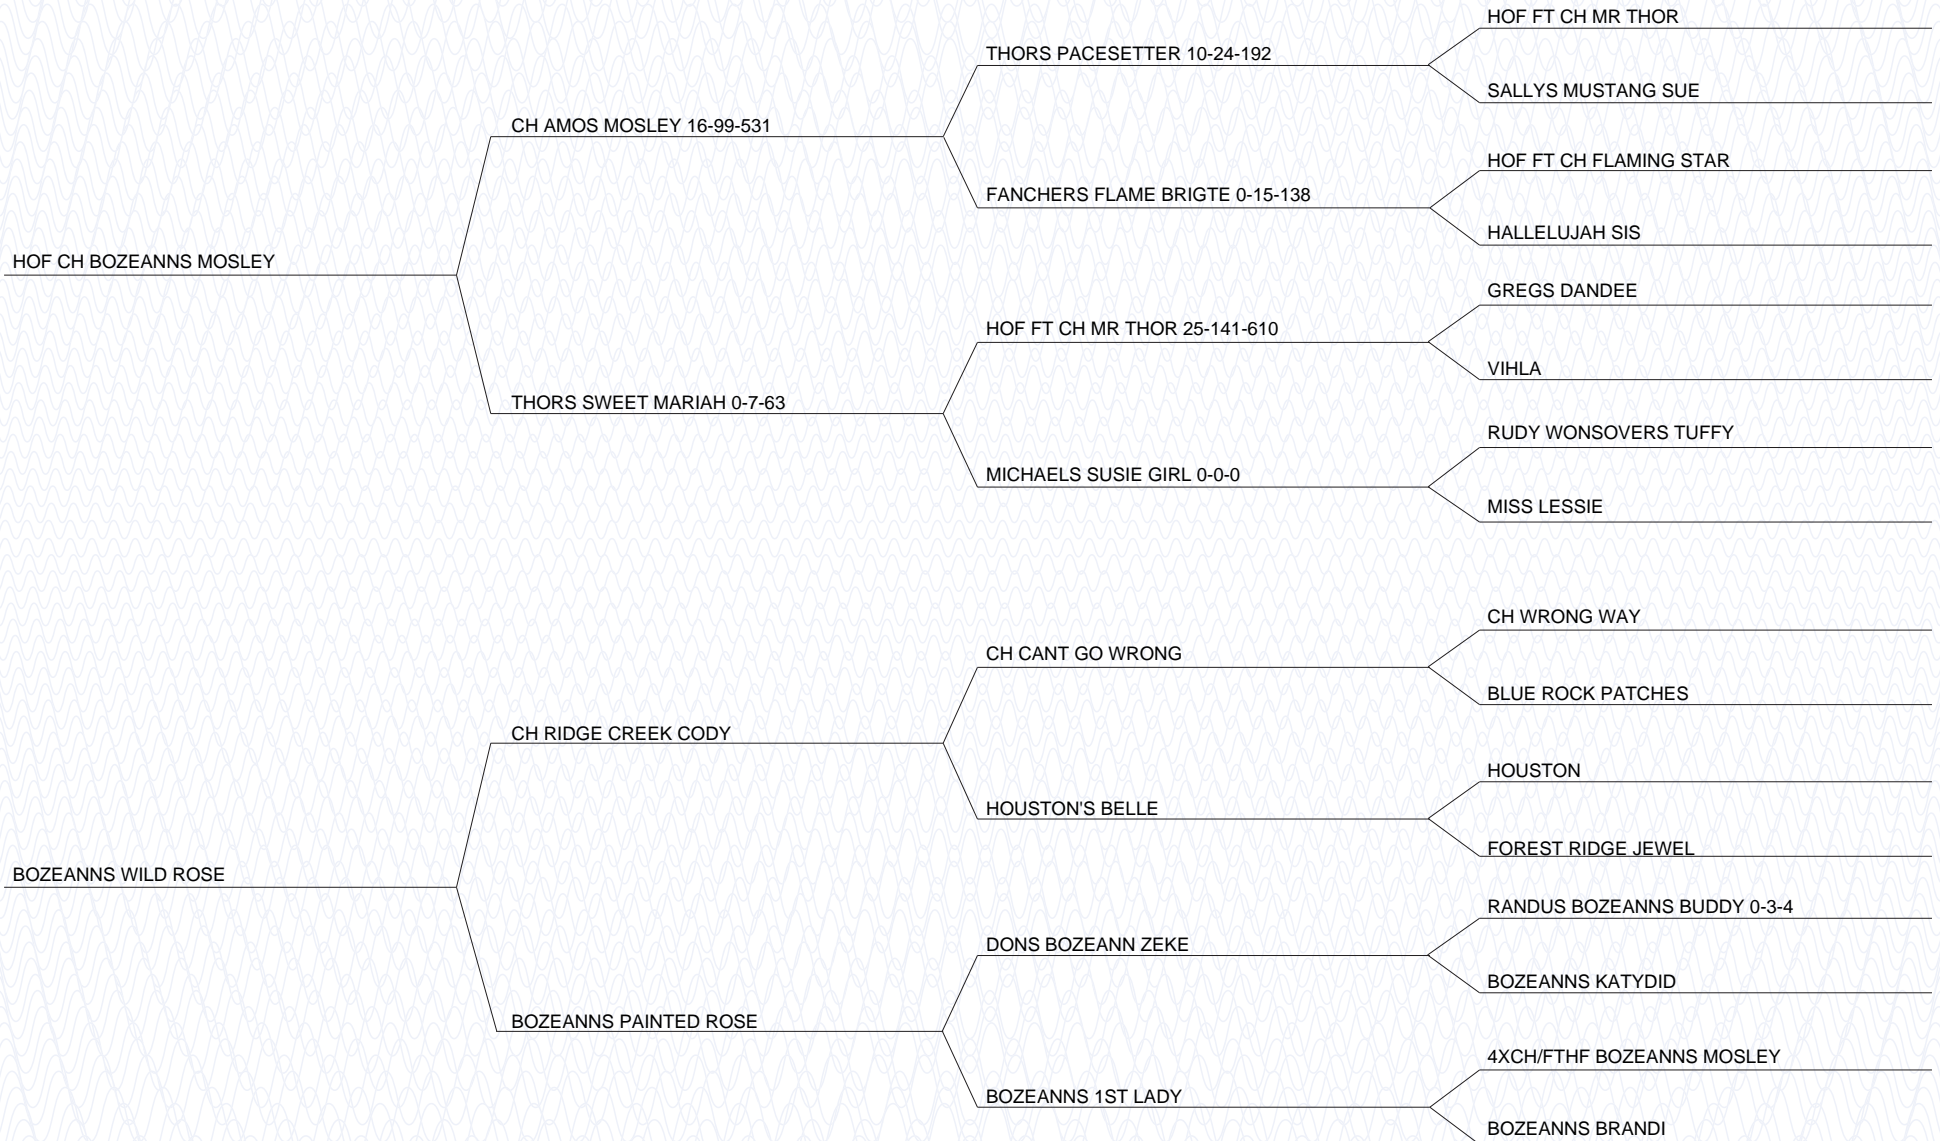 HOF FT CH MR THOR
THORS PACESETTER 10-24-192
SALLYS MUSTANG SUE
CH AMOS MOSLEY 16-99-531
HOF FT CH FLAMING STAR
FANCHERS FLAME BRIGTE 0-15-138
HALLELUJAH SIS
HOF CH BOZEANNS MOSLEY
GREGS DANDEE
HOF FT CH MR THOR 25-141-610
VIHLA
THORS SWEET MARIAH 0-7-63
RUDY WONSOVERS TUFFY
MICHAELS SUSIE GIRL 0-0-0
MISS LESSIE
CH WRONG WAY
CH CANT GO WRONG
BLUE ROCK PATCHES
CH RIDGE CREEK CODY
HOUSTON
HOUSTON'S BELLE
FOREST RIDGE JEWEL
BOZEANNS WILD ROSE
RANDUS BOZEANNS BUDDY 0-3-4
DONS BOZEANN ZEKE
BOZEANNS KATYDID
BOZEANNS PAINTED ROSE
4XCH/FTHF BOZEANNS MOSLEY
BOZEANNS 1ST LADY
BOZEANNS BRANDI